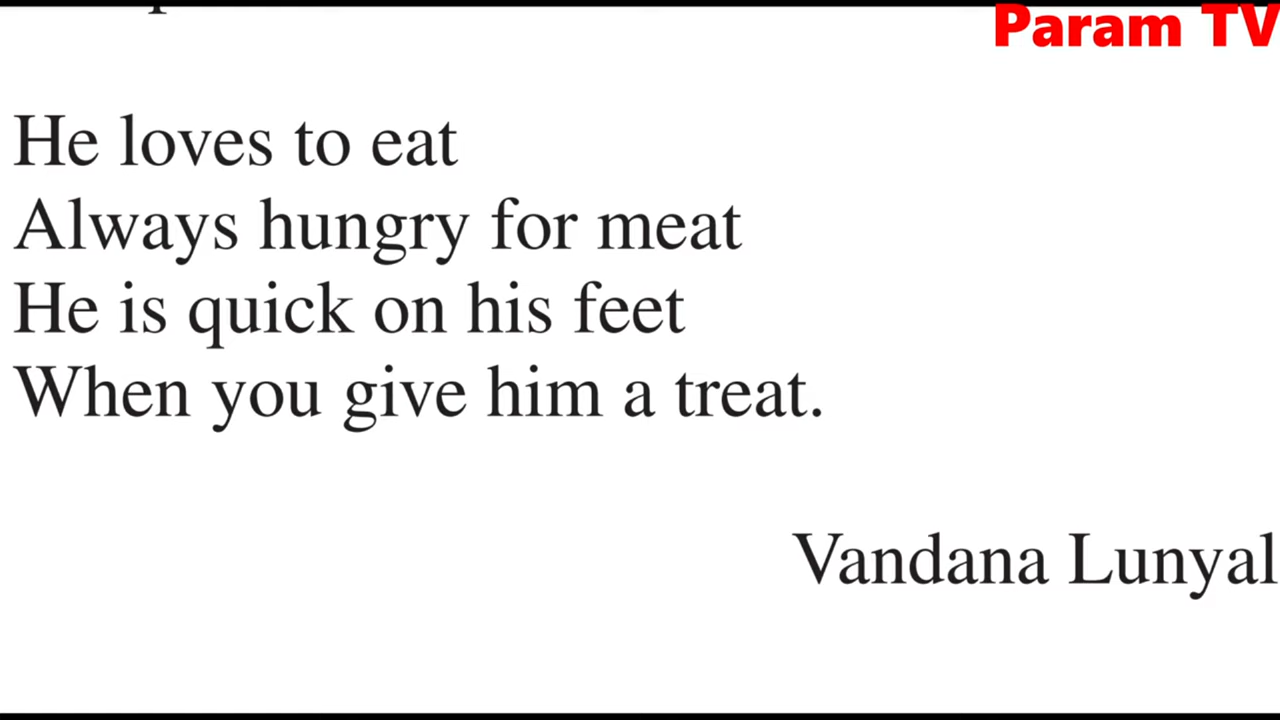 Param TV
He loves to eat
Always hungry for meat
He is quick on his feet
When you give him a treat.
Vandana Lunyal